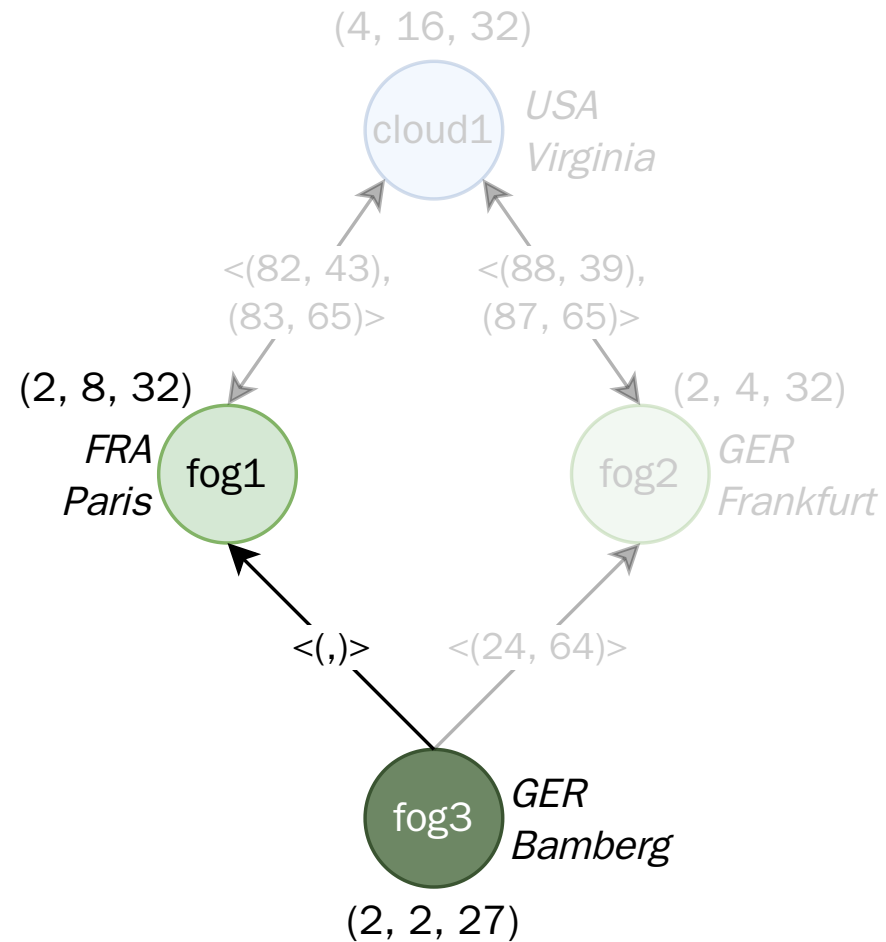 (4, 16, 32)
cloud1
USA
Virginia
<(82, 43),
(83, 65)>
<(88, 39),
(87, 65)>
(2, 8, 32)
FRA
Paris
fog1
(2, 4, 32)
fog2
GER
Frankfurt
<(,)>
<(24, 64)>
fog3
GER
Bamberg
(2, 2, 27)